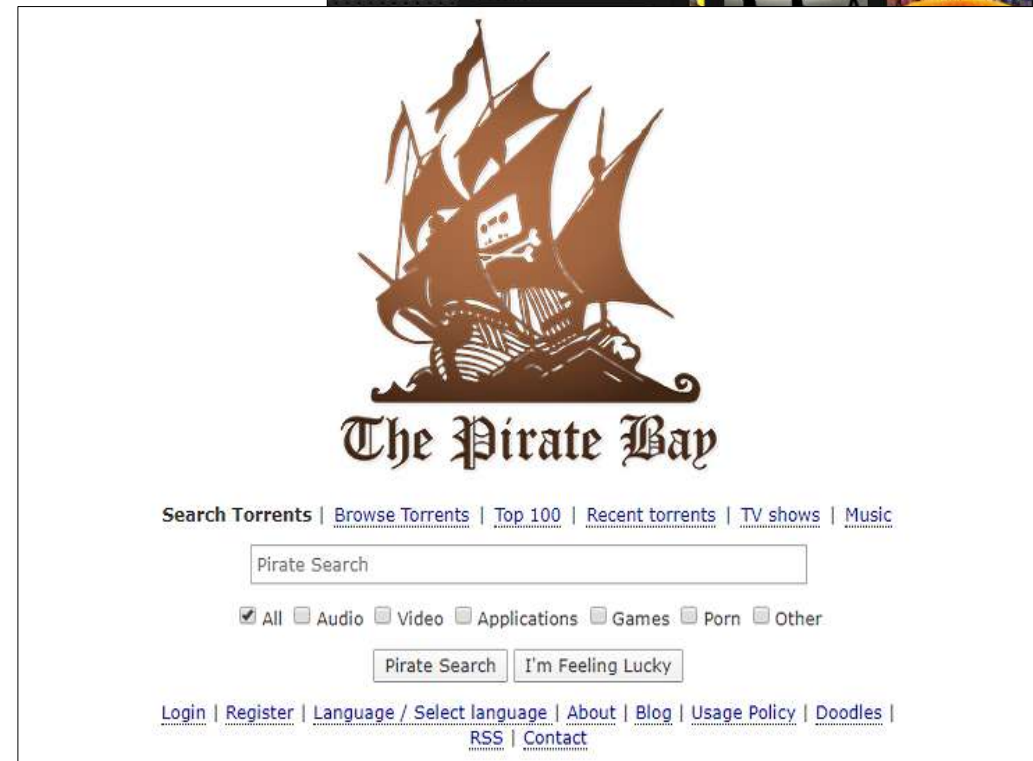 The Pirate Bay
Search Torrents | Browse Torrents | Top 100 | Recent torrents | TV shows | Music
Pirate Search
All Audio Video Applications Games Porn Other
Pirate Search I'm Feeling Lucky
Login | Register | Language / Select language | About | Blog | Usage Policy | Doodles |
RSS | Contact